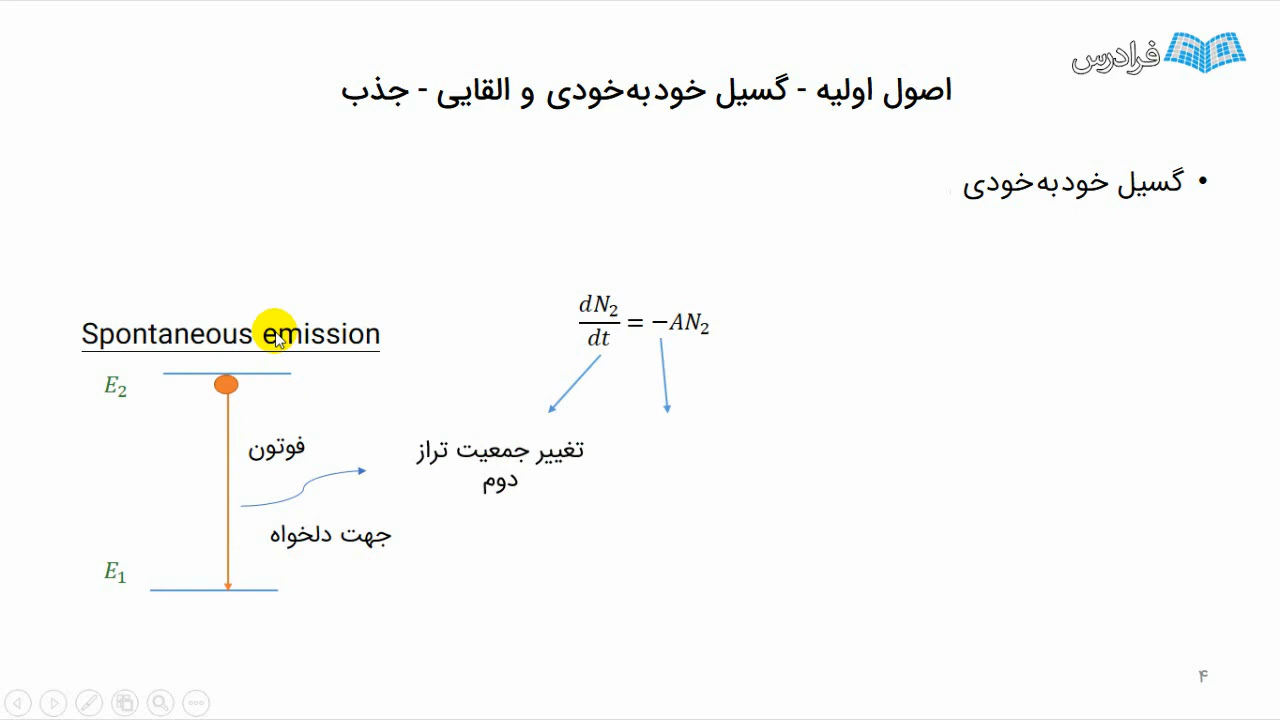 فرادرس
اصول اولیه - گسیل خودبه‌خودی و القایی - جذب
• گسیل خودبه‌خودی
Spontaneous emission
dN₂/dt = −AN₂
E₂
فوتون
تغییر جمعیت تراز
دوم
جهت دلخواه
E₁
۴